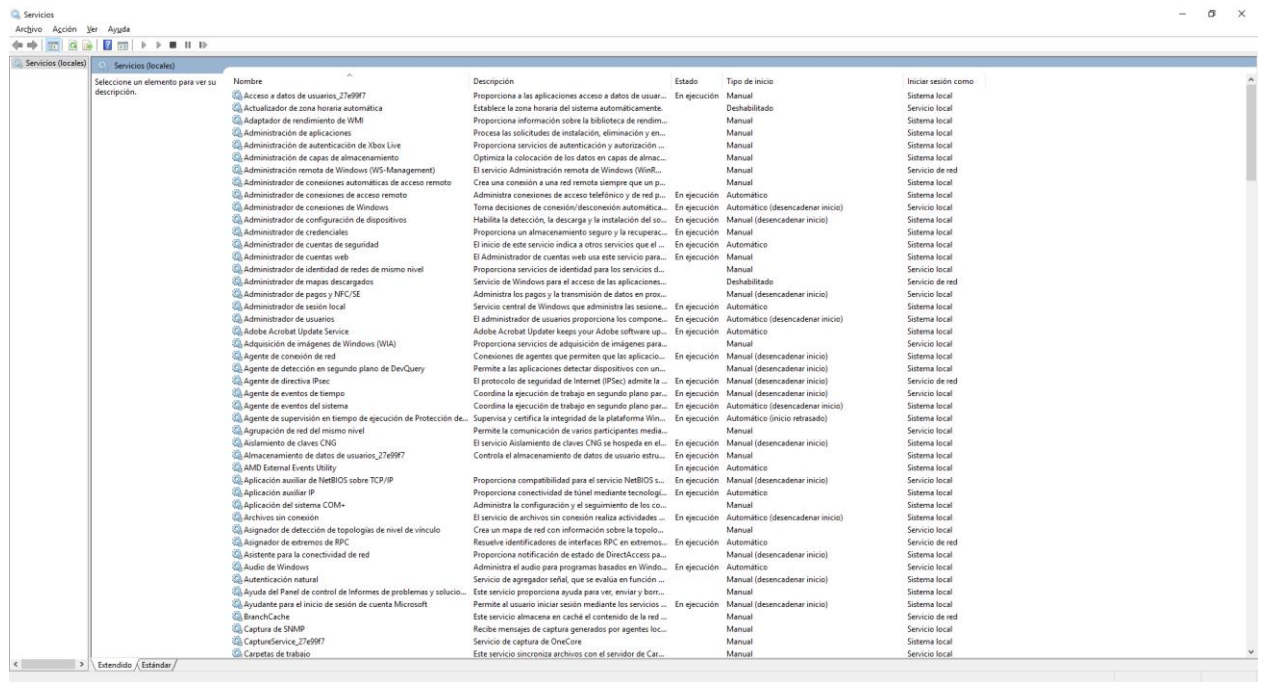 Servicios
Archivo Acción Ver Ayuda
Servicios (locales)
Servicios (locales)
Seleccione un elemento para ver su descripción.
Nombre Descripción Estado Tipo de inicio Iniciar sesión como
Acceso a datos de usuarios_27e99f7 Proporciona a las aplicaciones acceso a datos de usuar... En ejecución Manual Sistema local
Actualizador de zona horaria automática Establece la zona horaria del sistema automáticamente. Deshabilitado Servicio local
Adaptador de rendimiento de WMI Proporciona información sobre la biblioteca de rendim... Manual Sistema local
Administración de aplicaciones Procesa las solicitudes de instalación, eliminación y en... Manual Sistema local
Administración de autenticación de Xbox Live Proporciona servicios de autenticación y autorización ... Manual Sistema local
Administración de capas de almacenamiento Optimiza la colocación de los datos en capas de almac... Manual Sistema local
Administración remota de Windows (WS-Management) El servicio Administración remota de Windows (WinR... Manual Servicio de red
Administrador de conexiones automáticas de acceso remoto Crea una conexión a una red remota siempre que un p... Manual Sistema local
Administrador de conexiones de acceso remoto Administra conexiones de acceso telefónico y de red p... En ejecución Automático Sistema local
Administrador de conexiones de Windows Toma decisiones de conexión/desconexión automática... En ejecución Automático (desencadenar inicio) Servicio local
Administrador de configuración de dispositivos Habilita la detección, la descarga y la instalación del so... En ejecución Manual (desencadenar inicio) Sistema local
Administrador de credenciales Proporciona un almacenamiento seguro y la recuperac... En ejecución Manual Sistema local
Administrador de cuentas de seguridad El inicio de este servicio indica a otros servicios que el ... En ejecución Automático Sistema local
Administrador de cuentas web El Administrador de cuentas web usa este servicio para... En ejecución Manual Sistema local
Administrador de identidad de redes de mismo nivel Proporciona servicios de identidad para los servicios d... Manual Servicio local
Administrador de mapas descargados Servicio de Windows para el acceso de las aplicaciones... Deshabilitado Servicio de red
Administrador de pagos y NFC/SE Administra los pagos y la transmisión de datos en prox... Manual (desencadenar inicio) Servicio local
Administrador de sesión local Servicio central de Windows que administra las sesione... En ejecución Automático Sistema local
Administrador de usuarios El administrador de usuarios proporciona los compone... En ejecución Automático (desencadenar inicio) Sistema local
Adobe Acrobat Update Service Adobe Acrobat Updater keeps your Adobe software up... En ejecución Automático Sistema local
Adquisición de imágenes de Windows (WIA) Proporciona servicios de adquisición de imágenes para... Manual Servicio local
Agente de conexión de red Conexiones de agentes que permiten que las aplicacio... En ejecución Manual (desencadenar inicio) Sistema local
Agente de detección en segundo plano de DevQuery Permite a las aplicaciones detectar dispositivos con un... Manual (desencadenar inicio) Sistema local
Agente de directiva IPsec El protocolo de seguridad de Internet (IPSec) admite la ... En ejecución Manual (desencadenar inicio) Servicio de red
Agente de eventos de tiempo Coordina la ejecución de trabajo en segundo plano par... En ejecución Manual (desencadenar inicio) Servicio local
Agente de eventos del sistema Coordina la ejecución de trabajo en segundo plano par... En ejecución Automático (desencadenar inicio) Sistema local
Agente de supervisión en tiempo de ejecución de Protección de... Supervisa y certifica la integridad de la plataforma Win... En ejecución Automático (inicio retrasado) Sistema local
Agrupación de red del mismo nivel Permite la comunicación de varios participantes media... Manual Servicio local
Aislamiento de claves CNG El servicio Aislamiento de claves CNG se hospeda en el... En ejecución Manual (desencadenar inicio) Sistema local
Almacenamiento de datos de usuarios_27e99f7 Controla el almacenamiento de datos de usuario estru... En ejecución Manual Sistema local
AMD External Events Utility En ejecución Automático Sistema local
Aplicación auxiliar de NetBIOS sobre TCP/IP Proporciona compatibilidad para el servicio NetBIOS s... En ejecución Manual (desencadenar inicio) Servicio local
Aplicación auxiliar IP Proporciona conectividad de túnel mediante tecnologí... En ejecución Automático Sistema local
Aplicación del sistema COM+ Administra la configuración y el seguimiento de los co... Manual Sistema local
Archivos sin conexión El servicio de archivos sin conexión realiza actividades ... En ejecución Automático (desencadenar inicio) Sistema local
Asignador de detección de topologías de nivel de vínculo Crea un mapa de red con información sobre la topolo... Manual Servicio local
Asignador de extremos de RPC Resuelve identificadores de interfaces RPC en extremos... En ejecución Automático Servicio de red
Asistente para la conectividad de red Proporciona notificación de estado de DirectAccess pa... Manual (desencadenar inicio) Sistema local
Audio de Windows Administra el audio para programas basados en Windo... En ejecución Automático Servicio local
Autenticación natural Servicio de agregador señal, que se evalúa en función ... Manual (desencadenar inicio) Sistema local
Ayuda del Panel de control de Informes de problemas y solucio... Este servicio proporciona ayuda para ver, enviar y borr... Manual Sistema local
Ayudante para el inicio de sesión de cuenta Microsoft Permite al usuario iniciar sesión mediante los servicios ... En ejecución Manual (desencadenar inicio) Sistema local
BranchCache Este servicio almacena en caché el contenido de la red ... Manual Servicio de red
Captura de SNMP Recibe mensajes de captura generados por agentes loc... Manual Servicio local
CaptureService_27e99f7 Servicio de captura de OneCore Manual Sistema local
Carpetas de trabajo Este servicio sincroniza archivos con el servidor de Car... Manual Servicio local
Extendido Estándar